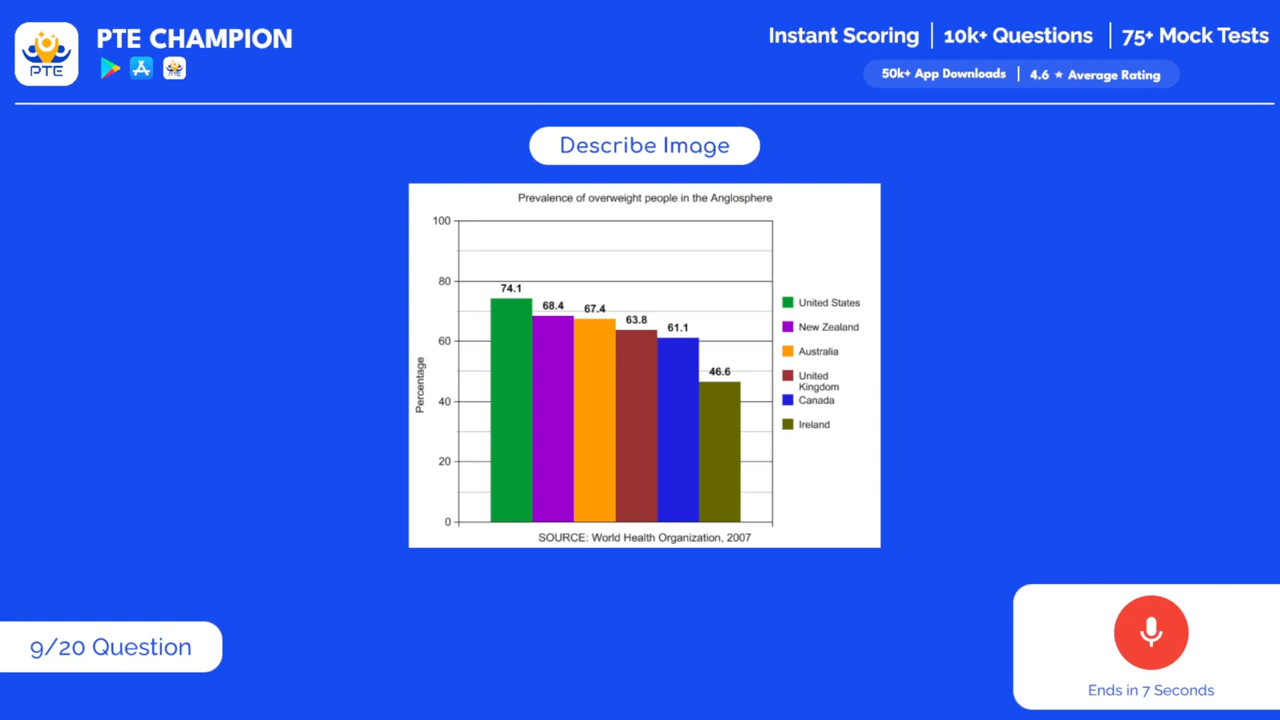 PTE CHAMPION
PTE
PTE
Instant Scoring
10k+ Questions
75+ Mock Tests
50k+ App Downloads
4.6 ★ Average Rating
Describe Image
Prevalence of overweight people in the Anglosphere
Percentage
100
80
60
40
20
0
74.1
68.4
67.4
63.8
61.1
46.6
United States
New Zealand
Australia
United
Kingdom
Canada
Ireland
SOURCE: World Health Organization, 2007
9/20 Question
Ends in 7 Seconds